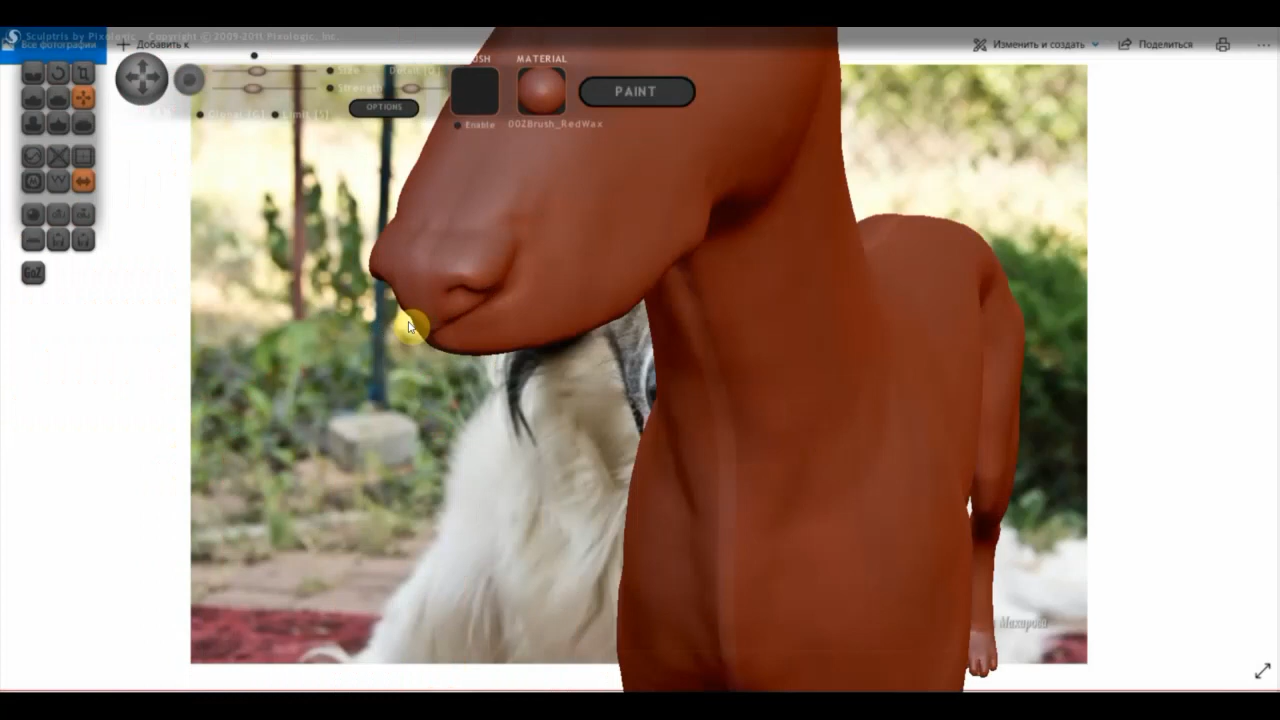 Sculptris by Pixologic Copyright © 2009-2011 Pixologic, Inc.
Все фотографии
Добавить к
Изменить и создать
Поделиться
Size
Strength
OPTIONS
Enable
MATERIAL
00ZBrush_RedWax
PAINT
GoZ
Махирова